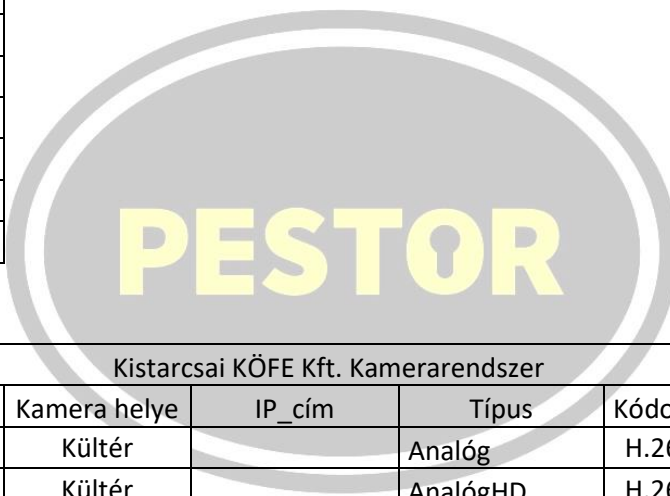 PESTOR
Kistarcsai KÖFE Kft. Kamerarendszer
Kamera helye IP_cím Típus
Kültér Analóg
Kültér AnalógHD